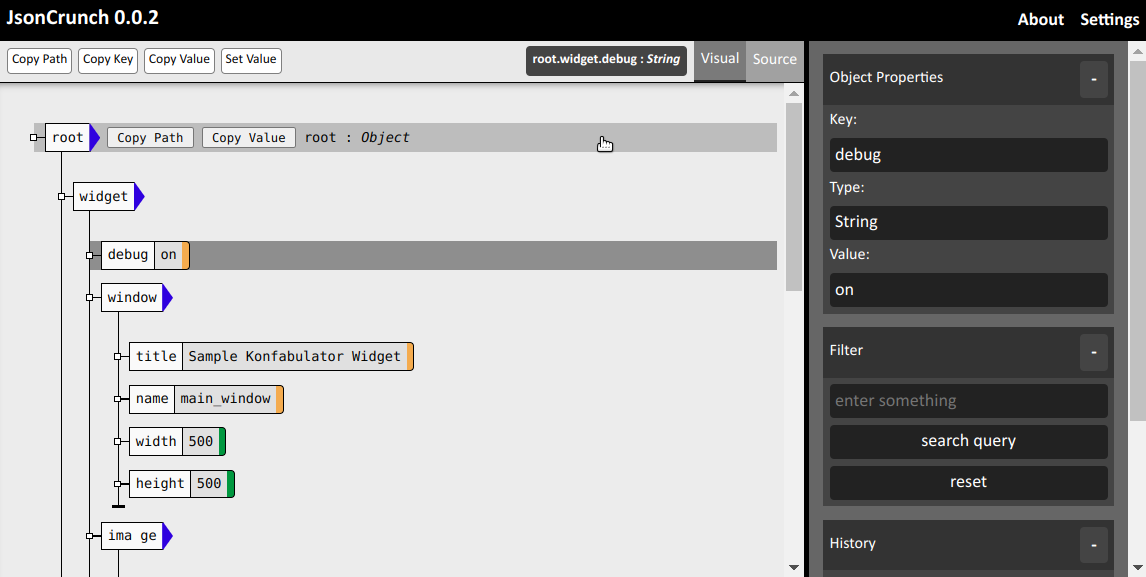 JsonCrunch 0.0.2
About Settings
Copy Path Copy Key Copy Value Set Value
root.widget.debug : String
Visual Source
root Copy Path Copy Value root : Object
widget
debug on
window
title Sample Konfabulator Widget
name main_window
width 500
height 500
ima ge
Object Properties -
Key:
debug
Type:
String
Value:
on
Filter -
enter something
search query
reset
History -